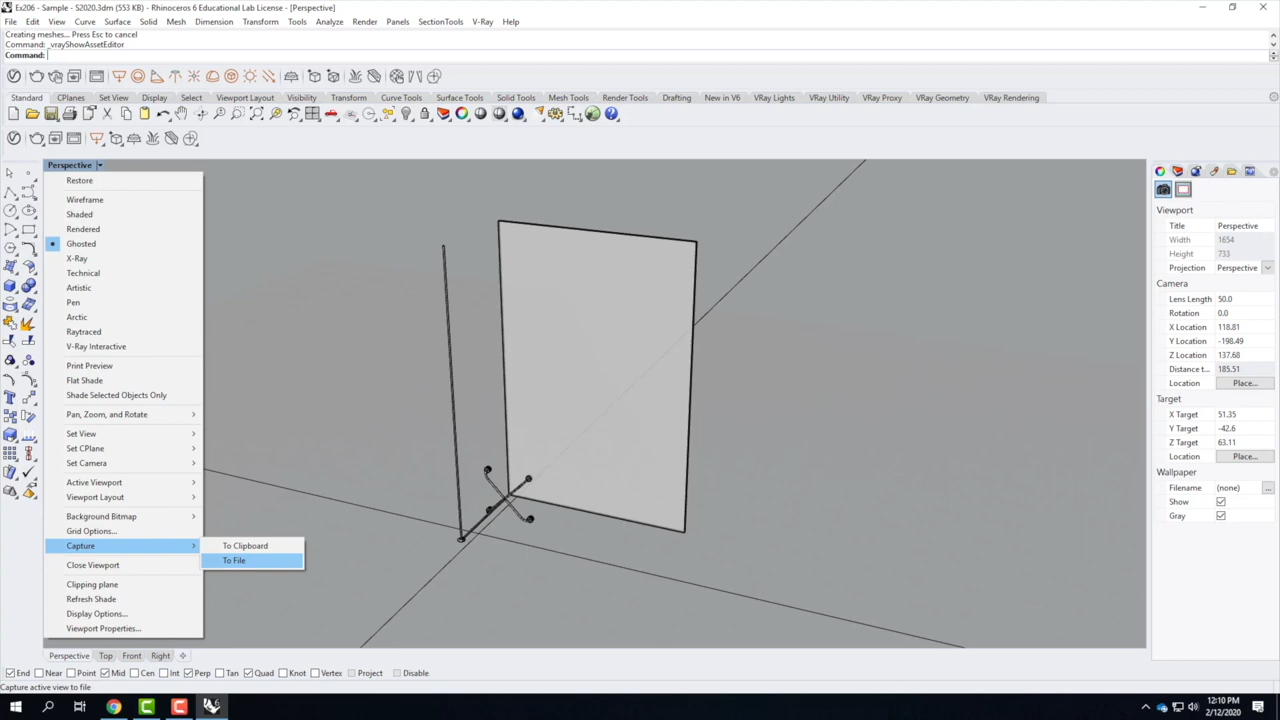 Ex206 - Sample - S2020.3dm (553 KB) - Rhinoceros 6 Educational Lab License - [Perspective]
File Edit View Curve Surface Solid Mesh Dimension Transform Tools Analyze Render Panels V-Ray SectionTools Help
Creating meshes... Press Esc to cancel
Command: _vrayShowAssetEditor
Command:
Standard CPlanes Set View Display Select Viewport Layout Visibility Transform Curve Tools Surface Tools Solid Tools Mesh Tools Render Tools Drafting New in V6 VRay Lights VRay Utility VRay Proxy VRay Geometry VRay Rendering
Perspective
Restore
Wireframe
Shaded
Rendered
Ghosted
X-Ray
Technical
Artistic
Pen
Arctic
Raytraced
V-Ray Interactive
Print Preview
Flat Shade
Shade Selected Objects Only
Pan, Zoom, and Rotate
Set View
Set CPlane
Set Camera
Active Viewport
Viewport Layout
Background Bitmap
Grid Options...
Capture
Close Viewport
Clipping plane
Refresh Shade
Display Options...
Viewport Properties...
To Clipboard
To File
Viewport
Title Perspective
Width 1654
Height 733
Projection Perspective
Camera
Lens Length 50.0
Rotation 0.0
X Location 118.81
Y Location -198.49
Z Location 137.68
Distance t... 185.51
Location Place...
Target
X Target 51.35
Y Target -42.6
Z Target 63.11
Location Place...
Wallpaper
Filename (none) ...
Show
Gray
Perspective Top Front Right
End Near Point Mid Cen Int Perp Tan Quad Knot Vertex Project Disable
Capture active view to file
12:10 PM
2/12/2020